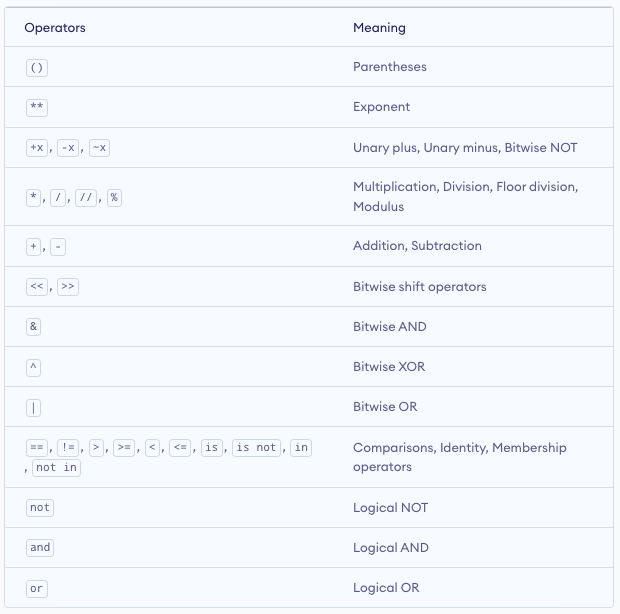 Operators Meaning
() Parentheses
** Exponent
+x, -x, ~x Unary plus, Unary minus, Bitwise NOT
*, /, //, % Multiplication, Division, Floor division,
Modulus
+, - Addition, Subtraction
<<, >> Bitwise shift operators
& Bitwise AND
^ Bitwise XOR
| Bitwise OR
==, !=, >, >=, <, <=, is, is not, in Comparisons, Identity, Membership
, not in operators
not Logical NOT
and Logical AND
or Logical OR